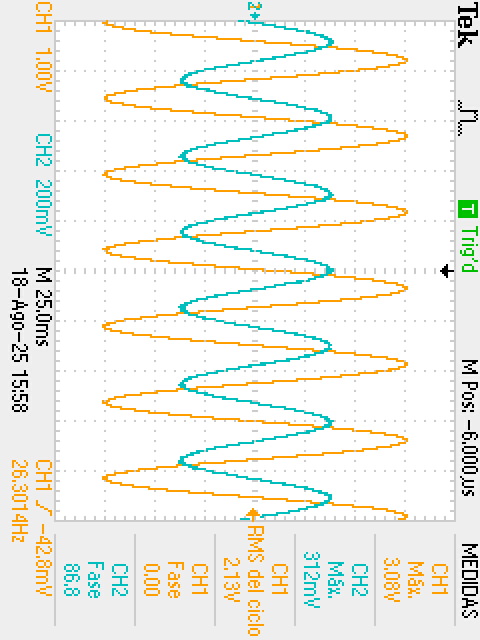 Tek
T Trig'd
M Pos: -6.000µs
MEDIDAS
CH1
Máx.
3.08V
CH2
Máx.
312mV
CH1
RMS del ciclo
2.13V
CH1
Fase
0.00
CH2
Fase
86.8
2
CH1 1.00V
CH2 200mV
M 25.0ms
CH1 / -42.8mV
18-Ago-25 15:58
26.3014Hz